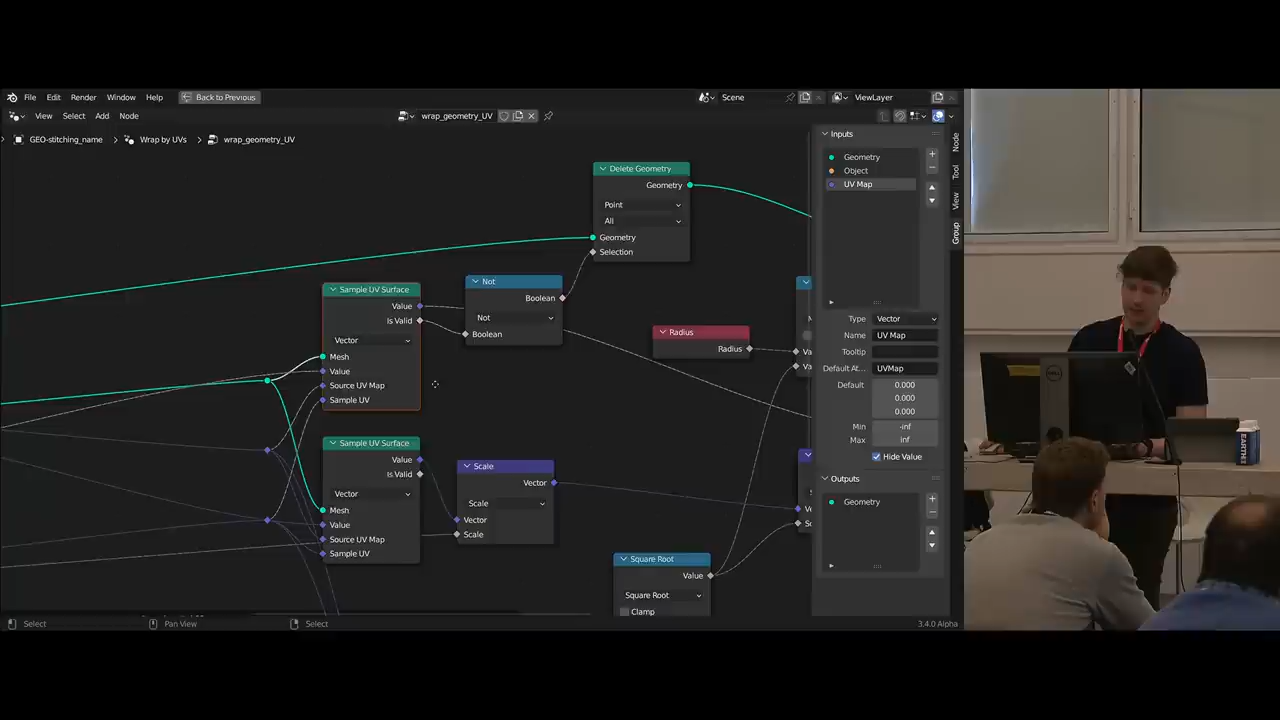 File Edit Render Window Help Back to Previous Scene ViewLayer
View Select Add Node wrap_geometry_UV
GEO-stitching_name Wrap by UVs wrap_geometry_UV
Delete Geometry
Geometry
Point
All
Geometry
Selection
Sample UV Surface
Value
Is Valid
Vector
Mesh
Value
Source UV Map
Sample UV
Not
Boolean
Not
Boolean
Radius
Radius
Sample UV Surface
Value
Is Valid
Vector
Mesh
Value
Source UV Map
Sample UV
Scale
Vector
Scale
Vector
Scale
Square Root
Value
Square Root
Clamp
Inputs
Geometry
Object
UV Map
Type Vector
Name UV Map
Tooltip
Default At... UVMap
Default 0.000
0.000
0.000
Min -inf
Max inf
Hide Value
Outputs
Geometry
Node
Tool
View
Group
Select Pan View Select 3.4.0 Alpha
DELL